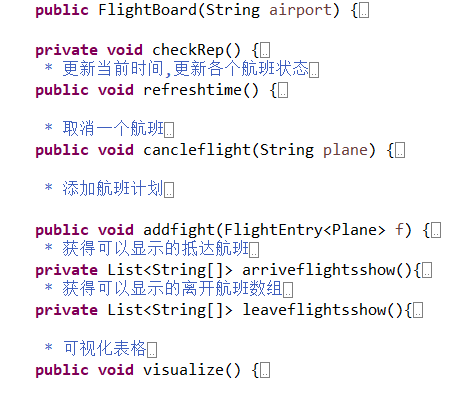 public FlightBoard(String airport) {
private void checkRep() {
* 更新当前时间,更新各个航班状态
public void refreshtime() {
* 取消一个航班
public void cancleflight(String plane) {
* 添加航班计划
public void addfight(FlightEntry<Plane> f) {
* 获得可以显示的抵达航班
private List<String[]> arriveflightsshow(){
* 获得可以显示的离开航班数组
private List<String[]> leaveflightsshow(){
* 可视化表格
public void visualize() {